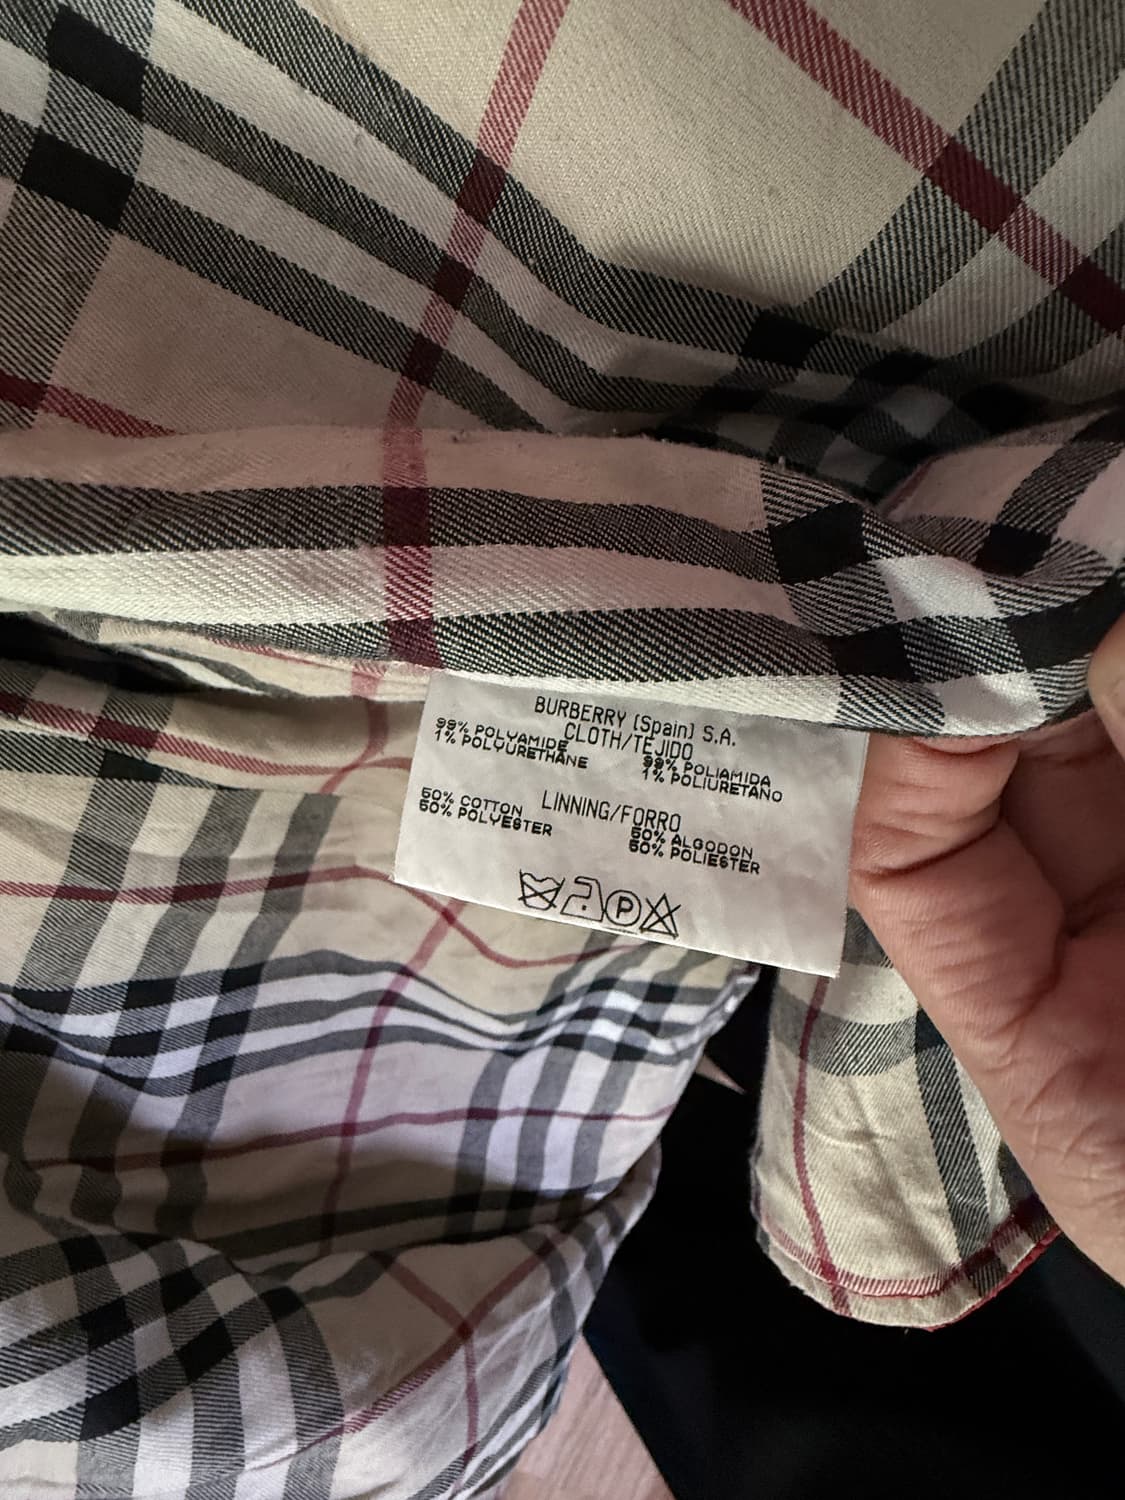 BURBERRY (Spain) S.A.
CLOTH/TEJIDO
99% POLYAMIDE
1% POLYURETHANE
99% POLIAMIDA
1% POLIURETANO
LINNING/FORRO
50% COTTON
50% POLYESTER
50% ALGODON
50% POLIESTER
P